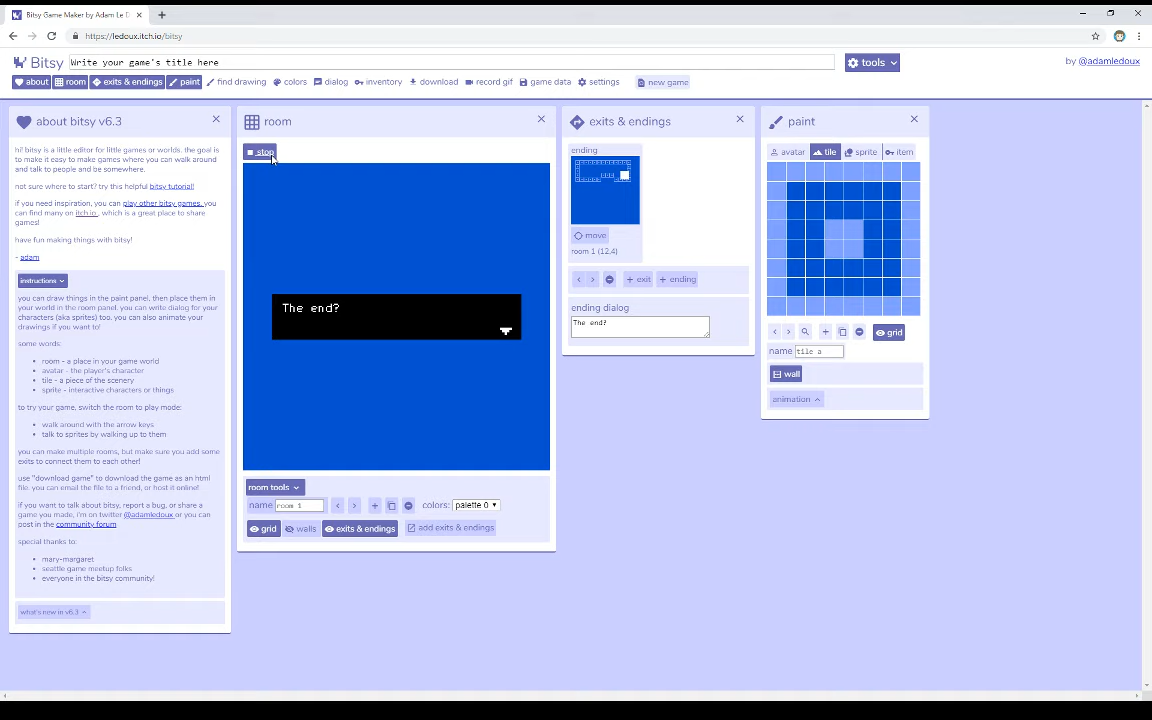 Bitsy Game Maker by Adam Le D
https://ledoux.itch.io/bitsy
Bitsy
Write your game's title here
tools
by @adamledoux
about
room
exits & endings
paint
find drawing
colors
dialog
inventory
download
record gif
game data
settings
new game
about bitsy v6.3
hi! bitsy is a little editor for little games or worlds. the goal is
to make it easy to make games where you can walk around
and talk to people and be somewhere.
not sure where to start? try this helpful bitsy tutorial!
if you need inspiration, you can play other bitsy games. you
can find many on itch.io, which is a great place to share
games!
have fun making things with bitsy!
- adam
instructions
you can draw things in the paint panel, then place them in
your world in the room panel. you can write dialog for your
characters (aka sprites) too. you can also animate your
drawings if you want to!
some words:
room - a place in your game world
avatar - the player's character
tile - a piece of the scenery
sprite - interactive characters or things
to try your game, switch the room to play mode:
walk around with the arrow keys
talk to sprites by walking up to them
you can make multiple rooms, but make sure you add some
exits to connect them to each other!
use "download game" to download the game as an html
file. you can email the file to a friend, or host it online!
if you want to talk about bitsy, report a bug, or share a
game you made, i'm on twitter @adamledoux or you can
post in the community forum
special thanks to:
mary-margaret
seattle game meetup folks
everyone in the bitsy community!
what's new in v6.3
room
stop
The end?
room tools
name room 1
colors: palette 0
grid
walls
exits & endings
add exits & endings
exits & endings
ending
move
room 1 (12,4)
+ exit
+ ending
ending dialog
The end?
paint
avatar
tile
sprite
item
grid
name tile a
wall
animation